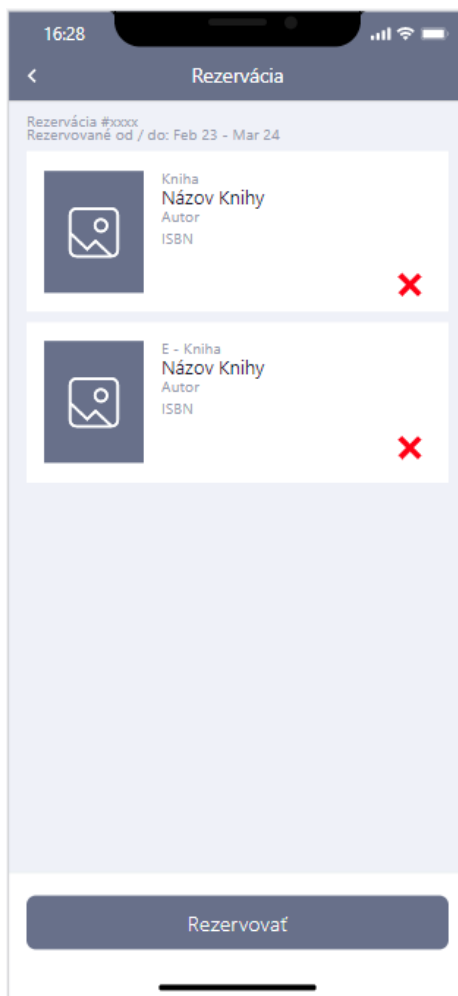 16:28
Rezervácia
Rezervácia #xxxx
Rezervované od / do: Feb 23 - Mar 24
Kniha
Názov Knihy
Autor
ISBN
E - Kniha
Názov Knihy
Autor
ISBN
Rezervovať